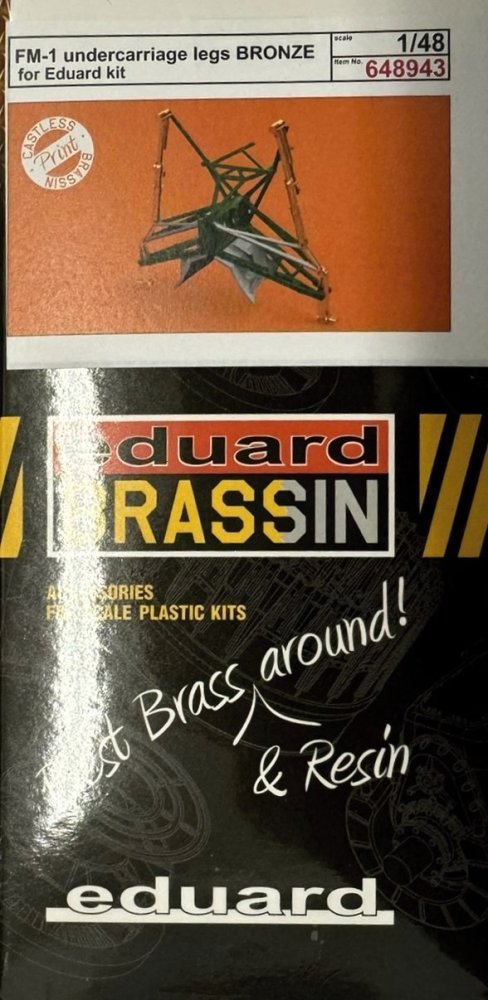 FM-1 undercarriage legs BRONZE
for Eduard kit
scale
1/48
Item No.
648943
CASTLESS
Print
BRASSIN
eduard
BRASSIN
SCALE PLASTIC KITS
Brass around!
& Resin
eduard